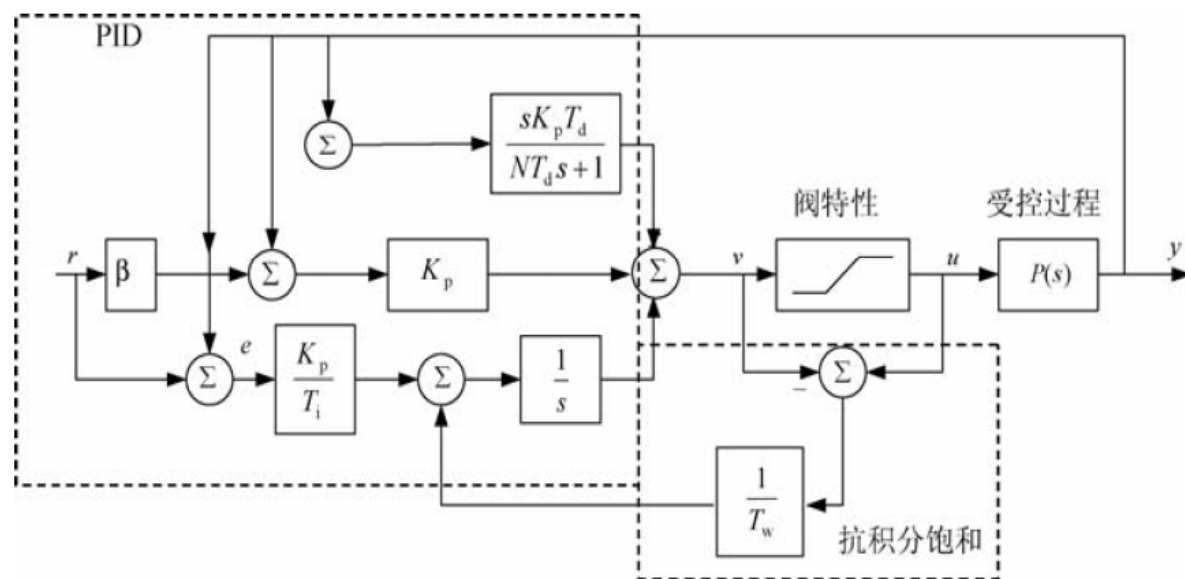 PID
Σ
sK_pT_d
NT_ds+1
阀特性
受控过程
r
β
Σ
K_p
Σ
v
u
P(s)
y
Σ
e
K_p
T_i
Σ
1
s
Σ
−
1
T_w
抗积分饱和